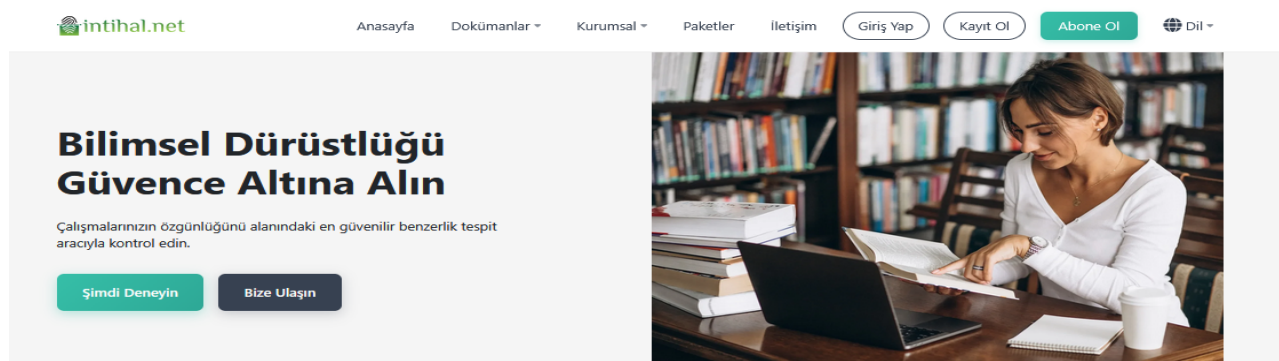 intihal.net
Anasayfa
Dokümanlar
Kurumsal
Paketler
İletişim
Giriş Yap
Kayıt Ol
Abone Ol
Dil
Bilimsel Dürüstlüğü
Güvence Altına Alın
Çalışmalarınızın özgünlüğünü alanındaki en güvenilir benzerlik tespit
aracıyla kontrol edin.
Şimdi Deneyin
Bize Ulaşın